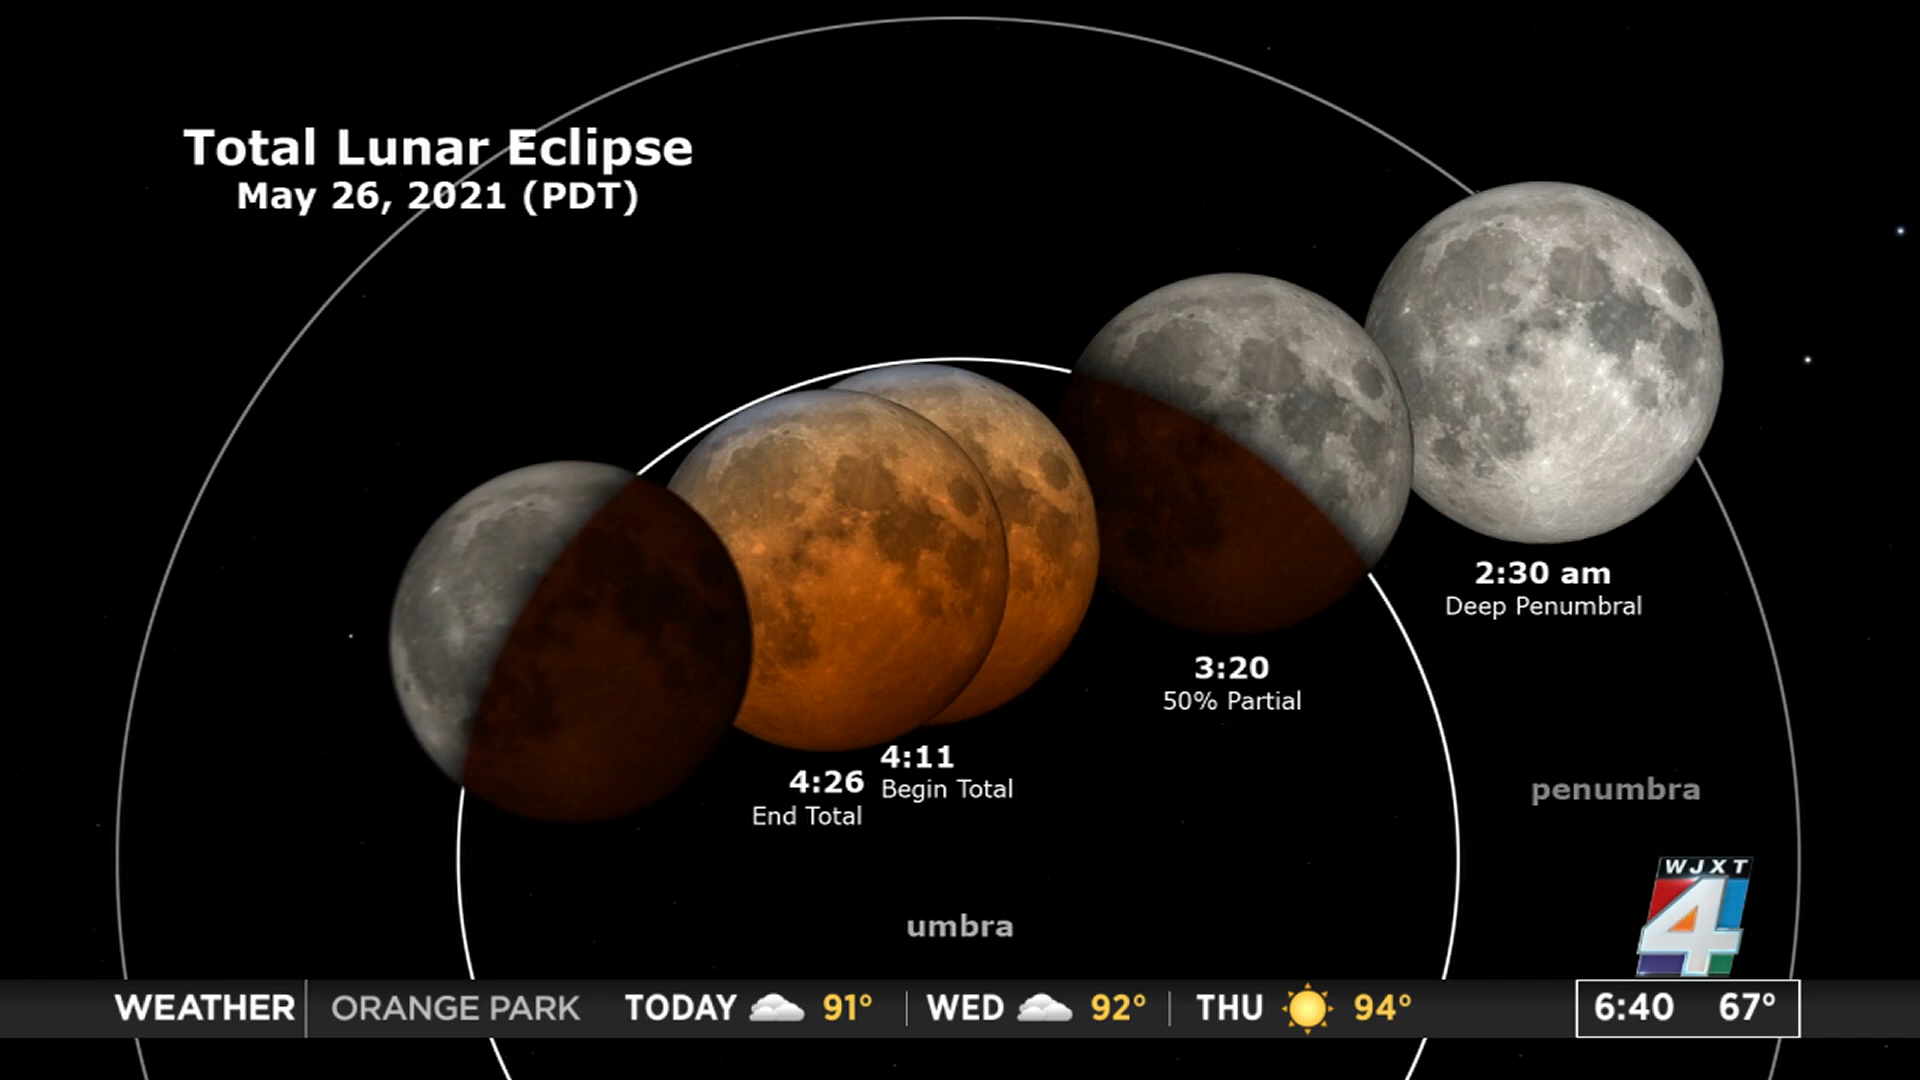 Total Lunar Eclipse
May 26, 2021 (PDT)
2:30 am
Deep Penumbral
3:20
50% Partial
4:11
Begin Total
4:26
End Total
penumbra
umbra
WJXT
4
WEATHER ORANGE PARK TODAY 91° WED 92° THU 94° 6:40 67°